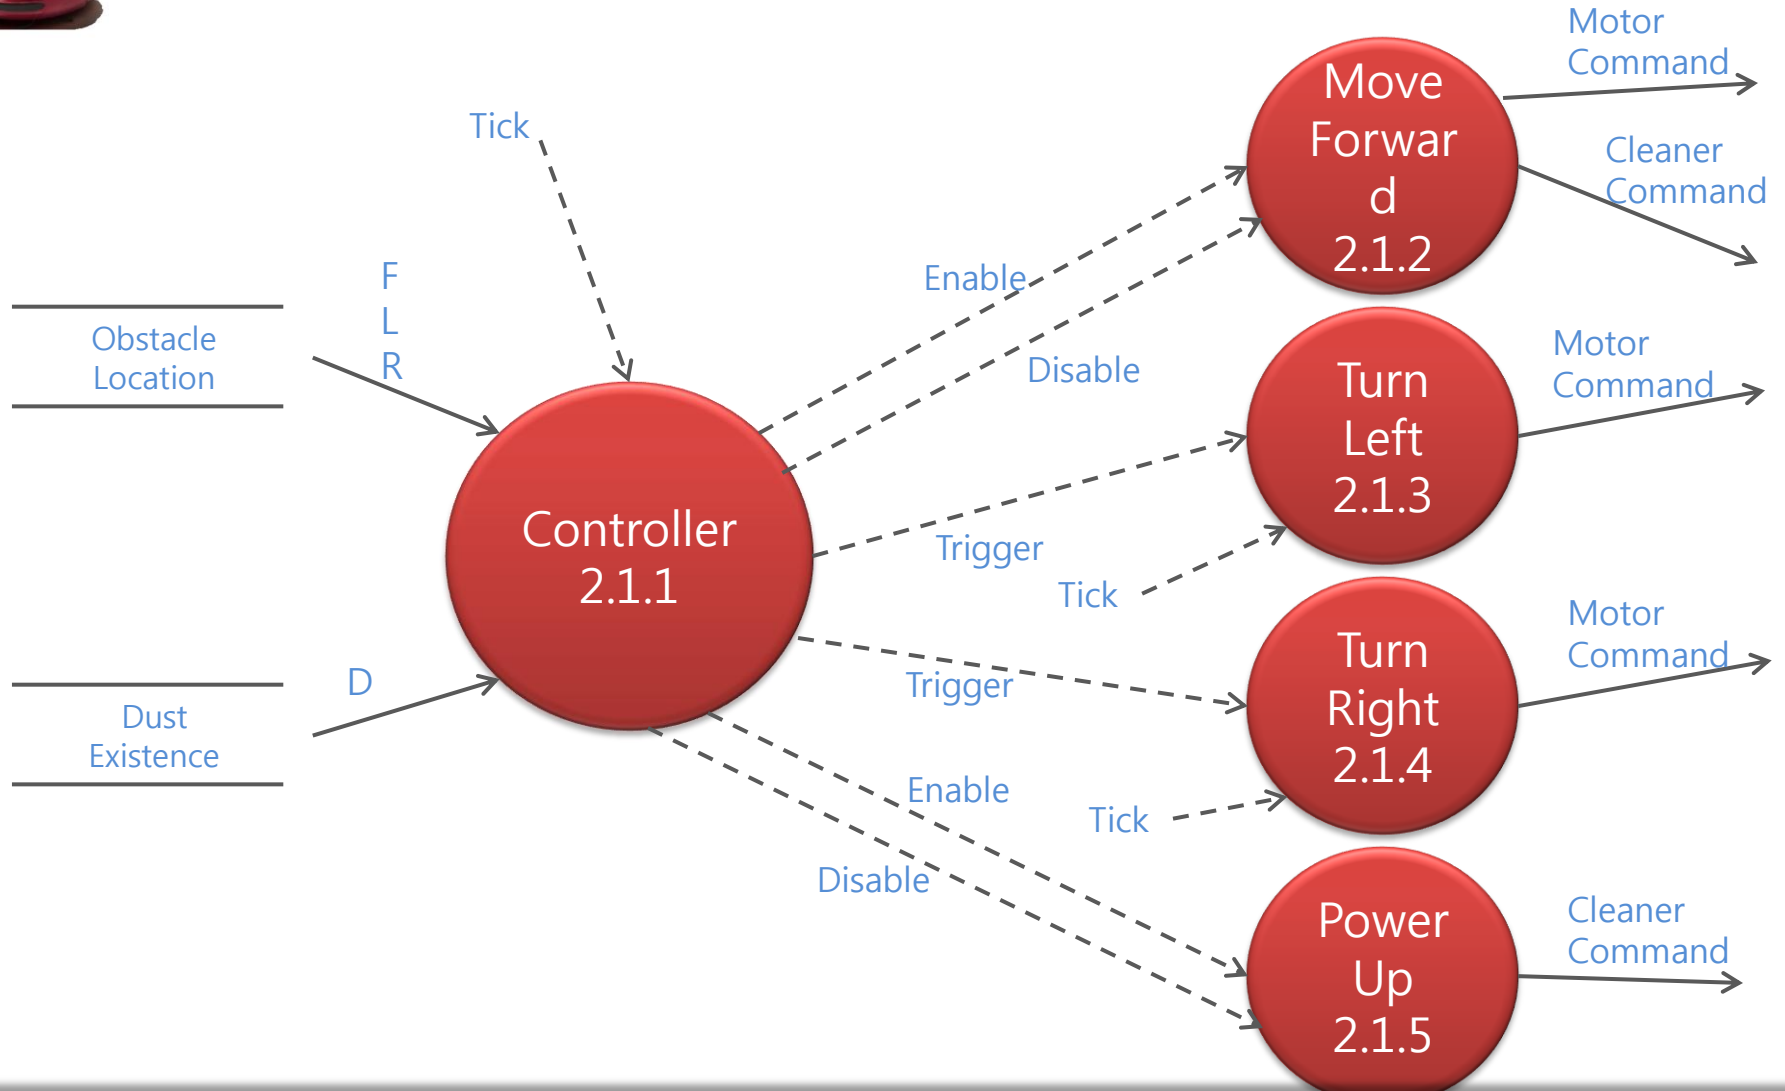 Motor
Command
Move
Forwar
d
2.1.2
Cleaner
Command
Tick
Enable
Disable
F
L
R
Obstacle
Location
Motor
Command
Turn
Left
2.1.3
Controller
2.1.1
Trigger
Tick
Motor
Command
Turn
Right
2.1.4
Trigger
Tick
D
Dust
Existence
Enable
Disable
Power
Up
2.1.5
Cleaner
Command